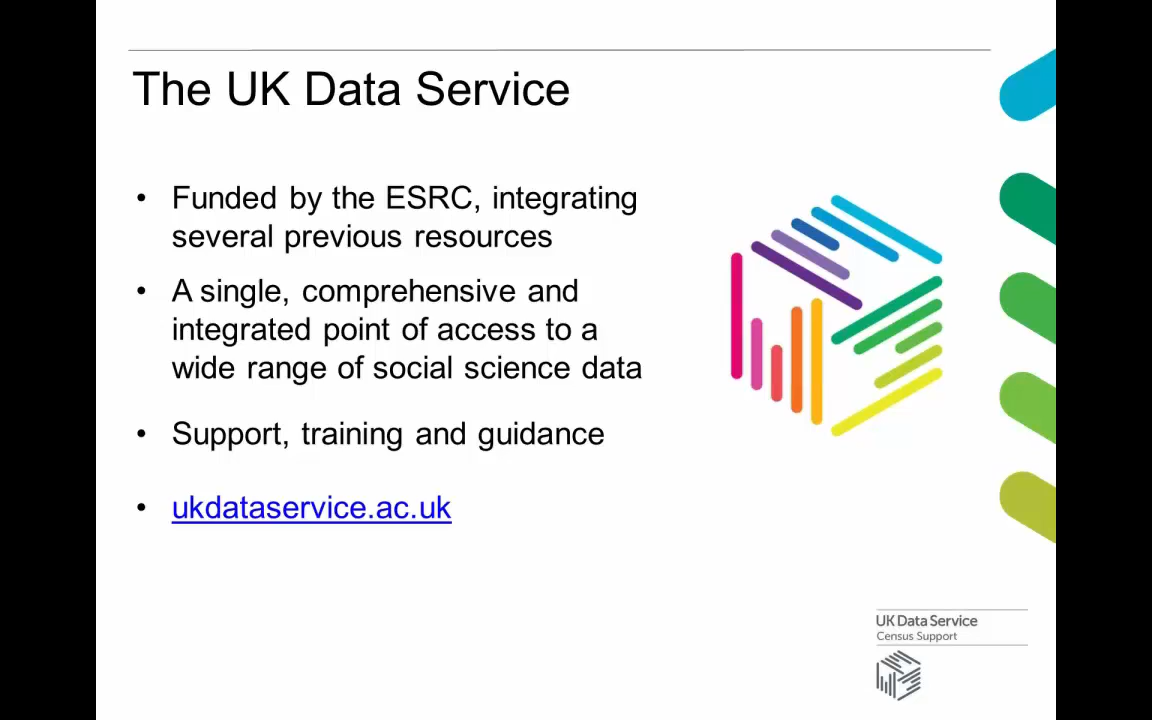 The UK Data Service
• Funded by the ESRC, integrating
several previous resources
• A single, comprehensive and
integrated point of access to a
wide range of social science data
• Support, training and guidance
• ukdataservice.ac.uk
UK Data Service
Census Support